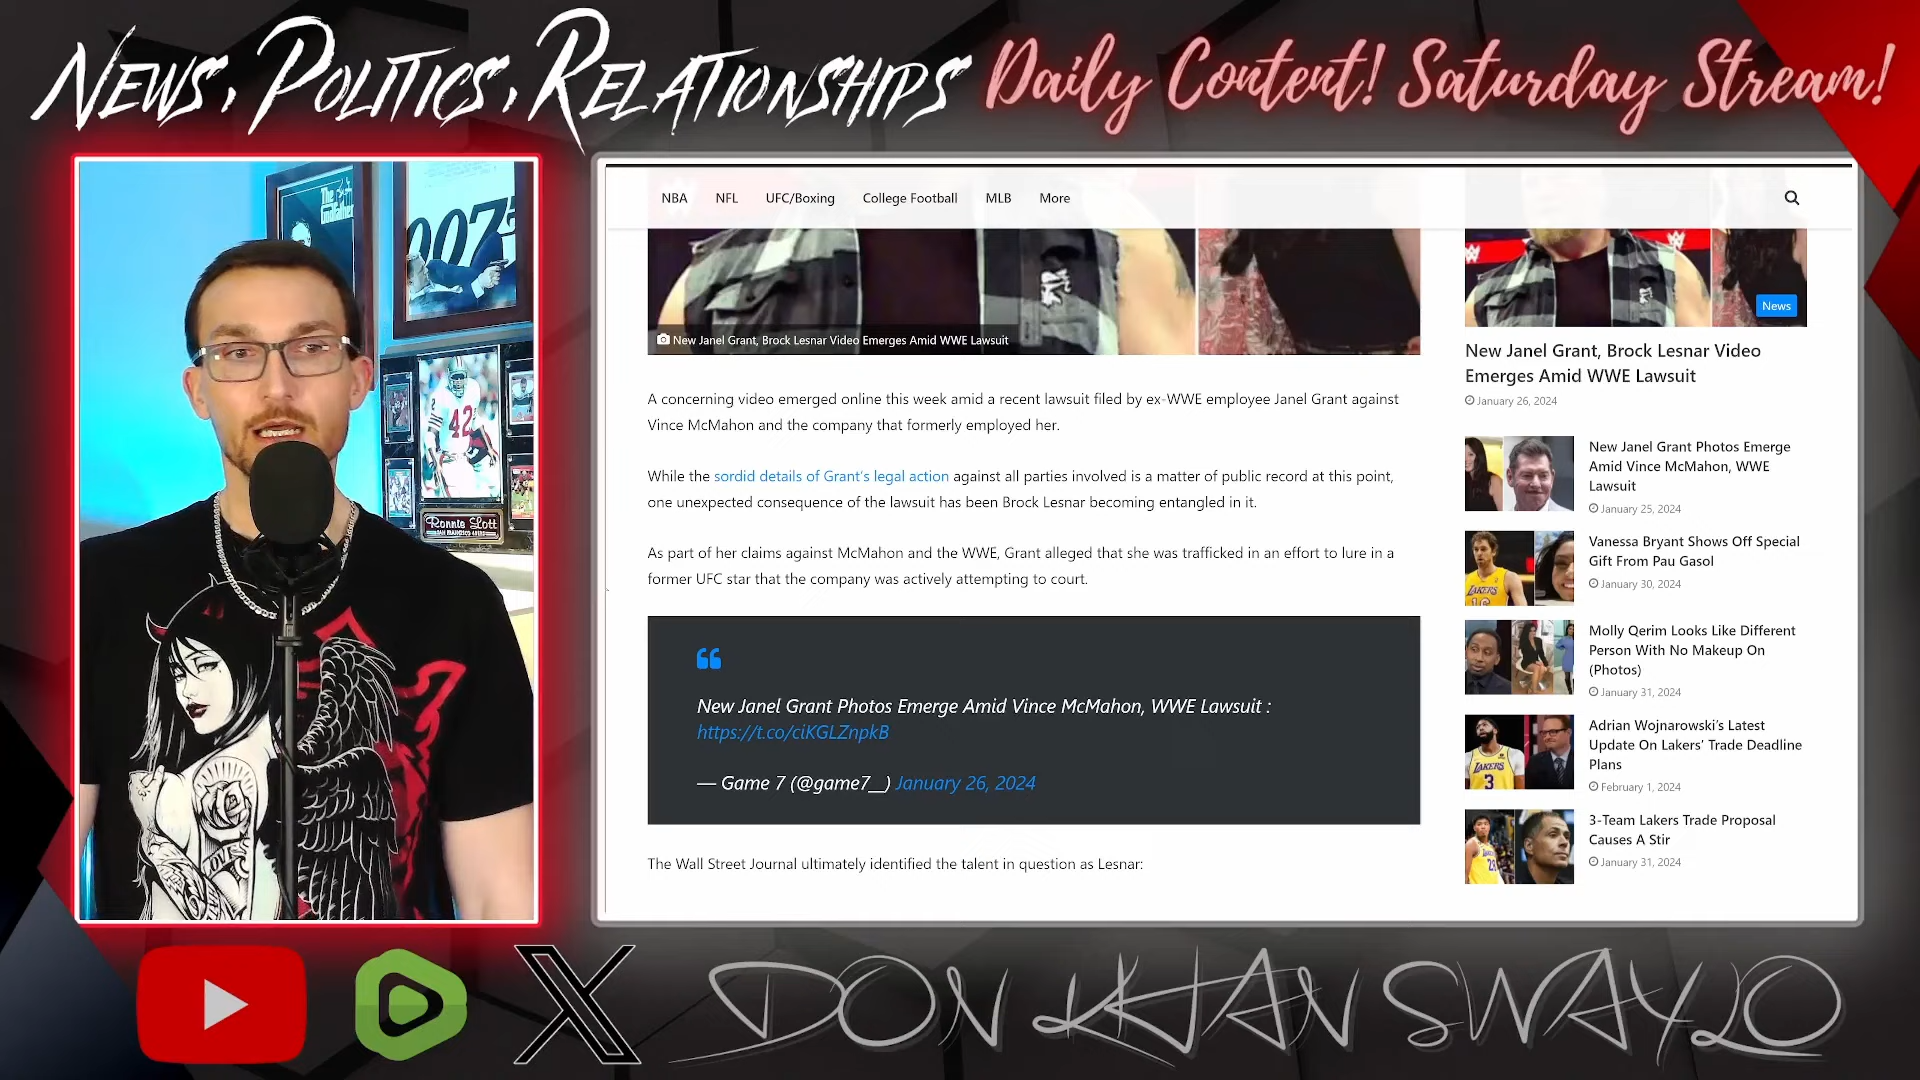 News, Politics, Relationships
Daily Content! Saturday Stream!
The
Godfather
007
42
Ronnie Lott
SAN FRANCISCO 49ERS
NBA NFL UFC/Boxing College Football MLB More
New Janel Grant, Brock Lesnar Video Emerges Amid WWE Lawsuit
A concerning video emerged online this week amid a recent lawsuit filed by ex-WWE employee Janel Grant against
Vince McMahon and the company that formerly employed her.
While the sordid details of Grant's legal action against all parties involved is a matter of public record at this point,
one unexpected consequence of the lawsuit has been Brock Lesnar becoming entangled in it.
As part of her claims against McMahon and the WWE, Grant alleged that she was trafficked in an effort to lure in a
former UFC star that the company was actively attempting to court.
New Janel Grant Photos Emerge Amid Vince McMahon, WWE Lawsuit :
https://t.co/ciKGLZnpkB
— Game 7 (@game7__) January 26, 2024
The Wall Street Journal ultimately identified the talent in question as Lesnar:
News
New Janel Grant, Brock Lesnar Video
Emerges Amid WWE Lawsuit
January 26, 2024
New Janel Grant Photos Emerge
Amid Vince McMahon, WWE
Lawsuit
January 25, 2024
Vanessa Bryant Shows Off Special
Gift From Pau Gasol
January 30, 2024
LAKERS
16
Molly Qerim Looks Like Different
Person With No Makeup On
(Photos)
January 31, 2024
Adrian Wojnarowski's Latest
Update On Lakers' Trade Deadline
Plans
February 1, 2024
LAKERS
3
3-Team Lakers Trade Proposal
Causes A Stir
January 31, 2024
28
X
DON KHAN SWAYLO